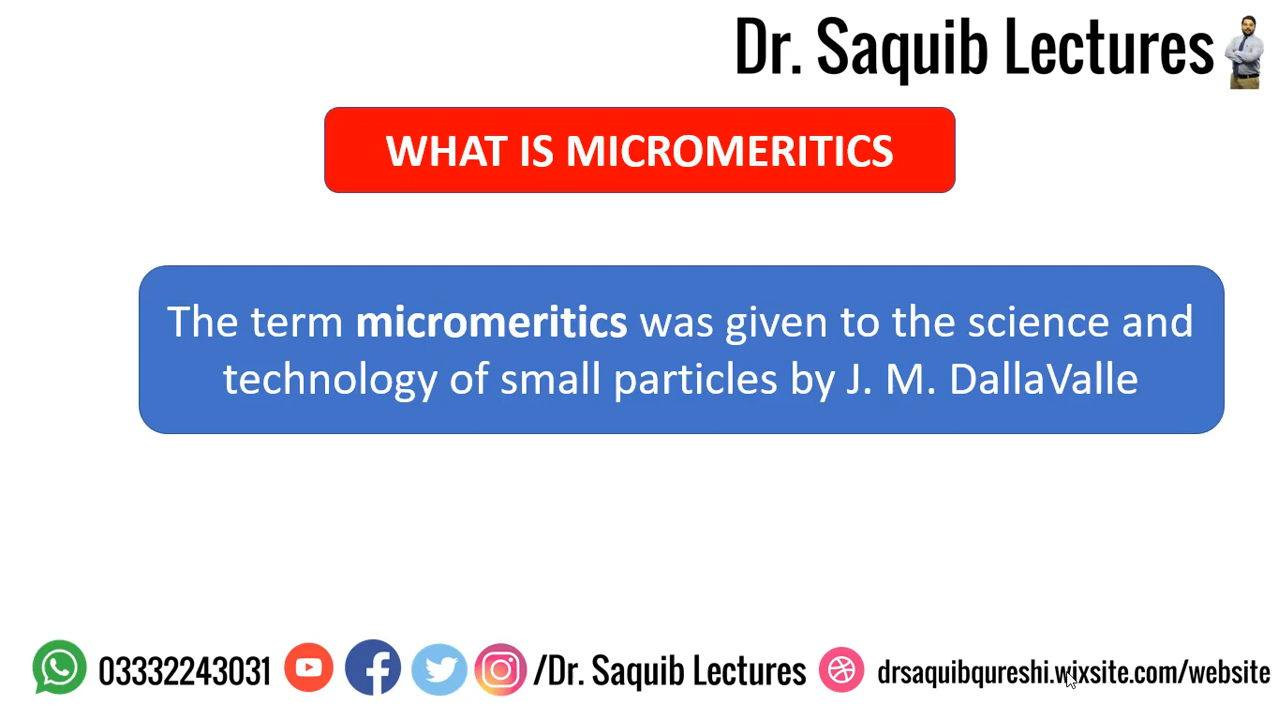 Dr. Saquib Lectures
WHAT IS MICROMERITICS
The term micromeritics was given to the science and
technology of small particles by J. M. DallaValle
03332243031 /Dr. Saquib Lectures drsaquibqureshi.wixsite.com/website